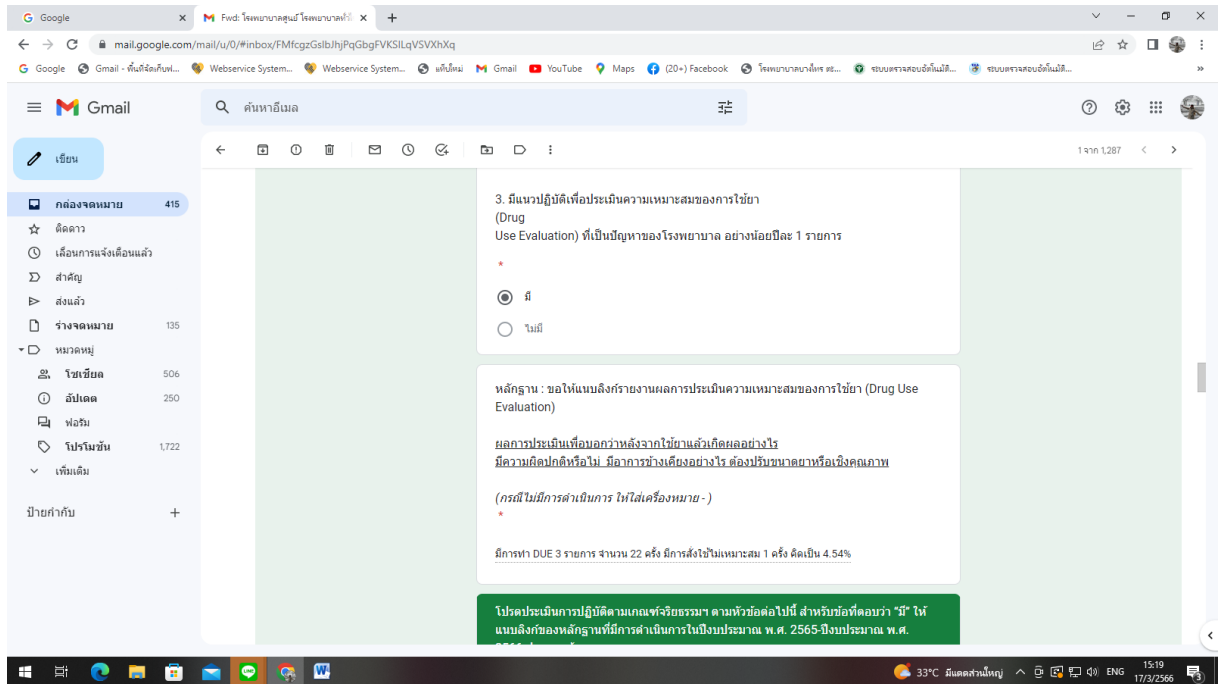 Google
Fwd: โรงพยาบาลศูนย์ โรงพยาบาลทั่ว
mail.google.com/mail/u/0/#inbox/FMfcgzGslbJhjPqGbgFVKSlLqVSVXhXq
Google
Gmail - พื้นที่จัดเก็บฟ...
Webservice System...
Webservice System...
แท็บใหม่
Gmail
YouTube
Maps
(20+) Facebook
ระบบตรวจสอบอัตโนมัติ...
ระบบตรวจสอบอัตโนมัติ...
»
Gmail
ค้นหาอีเมล
เขียน
1 จาก 1,287
กล่องจดหมาย 415
ติดดาว
เลื่อนการแจ้งเตือนแล้ว
สำคัญ
ส่งแล้ว
ร่างจดหมาย 135
หมวดหมู่
โซเชียล 506
อัปเดต 250
ฟอรัม
โปรโมชัน 1,722
เพิ่มเติม
ป้ายกำกับ +
3. มีแนวปฏิบัติเพื่อประเมินความเหมาะสมของการใช้ยา
(Drug
Use Evaluation) ที่เป็นปัญหาของโรงพยาบาล อย่างน้อยปีละ 1 รายการ
*
มี
ไม่มี
หลักฐาน : ขอให้แนบลิงก์รายงานผลการประเมินความเหมาะสมของการใช้ยา (Drug Use
Evaluation)
ผลการประเมินเพื่อบอกว่าหลังจากใช้ยาแล้วเกิดผลอย่างไร
มีความผิดปกติหรือไม่ มีอาการข้างเคียงอย่างไร ต้องปรับขนาดยาหรือเชิงคุณภาพ
(กรณีไม่มีการดำเนินการ ให้ใส่เครื่องหมาย - )
*
มีการทำ DUE 3 รายการ จำนวน 22 ครั้ง มีการสั่งใช้ไม่เหมาะสม 1 ครั้ง คิดเป็น 4.54%
โปรดประเมินการปฏิบัติตามเกณฑ์จริยธรรมฯ ตามหัวข้อต่อไปนี้ สำหรับข้อที่ตอบว่า "มี" ให้
แนบลิงก์ของหลักฐานที่มีการดำเนินการในปีงบประมาณ พ.ศ. 2565-ปีงบประมาณ พ.ศ.
33°C มีแดดส่วนใหญ่
ENG
15:19
17/3/2566
3